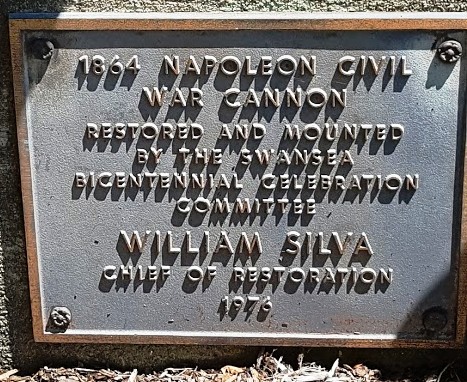 1864 NAPOLEON CIVIL
WAR CANNON
RESTORED AND MOUNTED
BY THE SWANSEA
BICENTENNIAL CELEBRATION
COMMITTEE
WILLIAM SILVA
CHIEF OF RESTORATION
1976